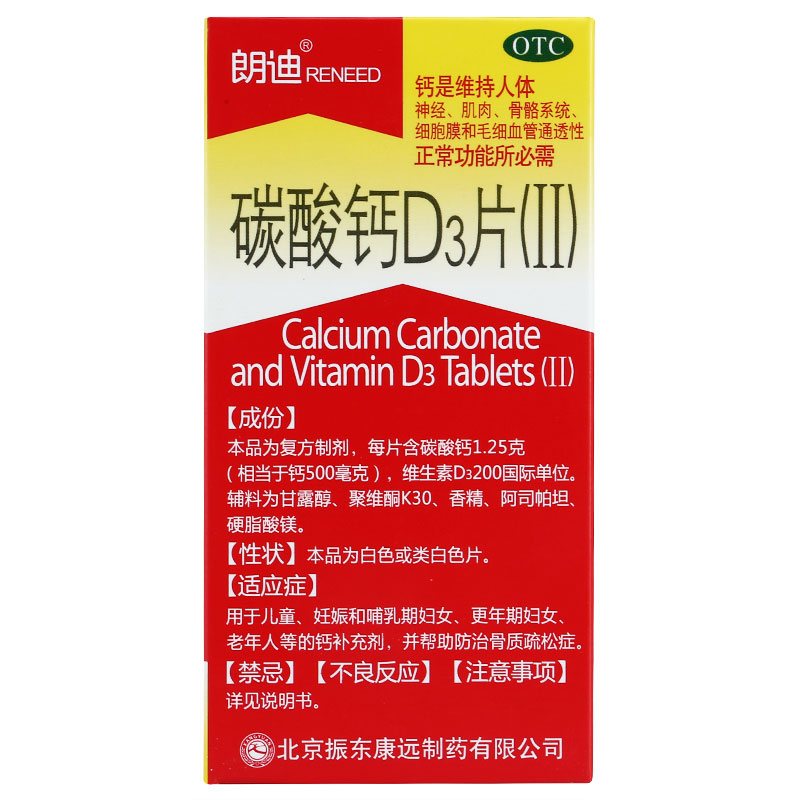 朗迪® RENEED
OTC
钙是维持人体
神经、肌肉、骨骼系统、
细胞膜和毛细血管通透性
正常功能所必需
碳酸钙D3片(II)
Calcium Carbonate
and Vitamin D3 Tablets (II)
【成份】
本品为复方制剂，每片含碳酸钙1.25克
（相当于钙500毫克），维生素D3200国际单位。
辅料为甘露醇、聚维酮K30、香精、阿司帕坦、
硬脂酸镁。
【性状】本品为白色或类白色片。
【适应症】
用于儿童、妊娠和哺乳期妇女、更年期妇女、
老年人等的钙补充剂，并帮助防治骨质疏松症。
【禁忌】【不良反应】【注意事项】
详见说明书。
北京振东康远制药有限公司